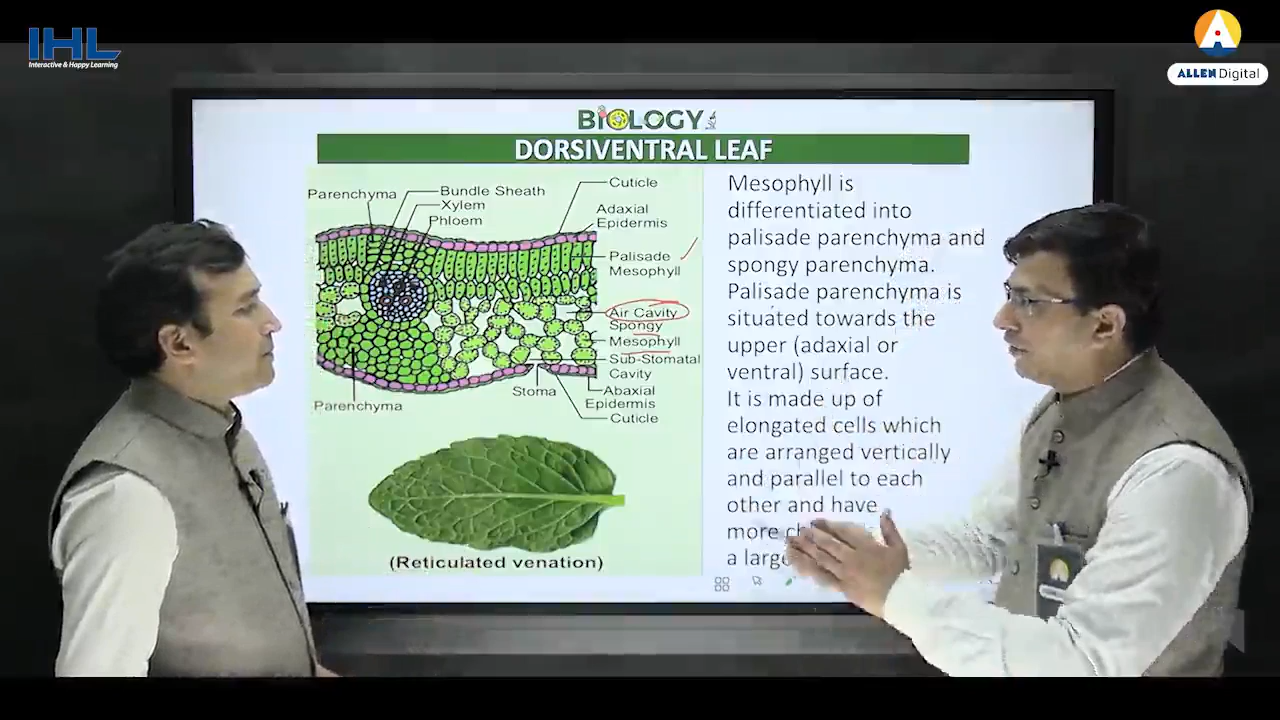 IHL
Interactive & Happy Learning
ALLEN Digital
BIOLOGY
DORSIVENTRAL LEAF
Parenchyma
Bundle Sheath
Xylem
Phloem
Cuticle
Adaxial
Epidermis
Palisade
Mesophyll
Air Cavity
Spongy
Mesophyll
Sub-Stomatal
Cavity
Stoma
Abaxial
Epidermis
Cuticle
Parenchyma
(Reticulated venation)
Mesophyll is
differentiated into
palisade parenchyma and
spongy parenchyma.
Palisade parenchyma is
situated towards the
upper (adaxial or
ventral) surface.
It is made up of
elongated cells which
are arranged vertically
and parallel to each
other and have
more
a large